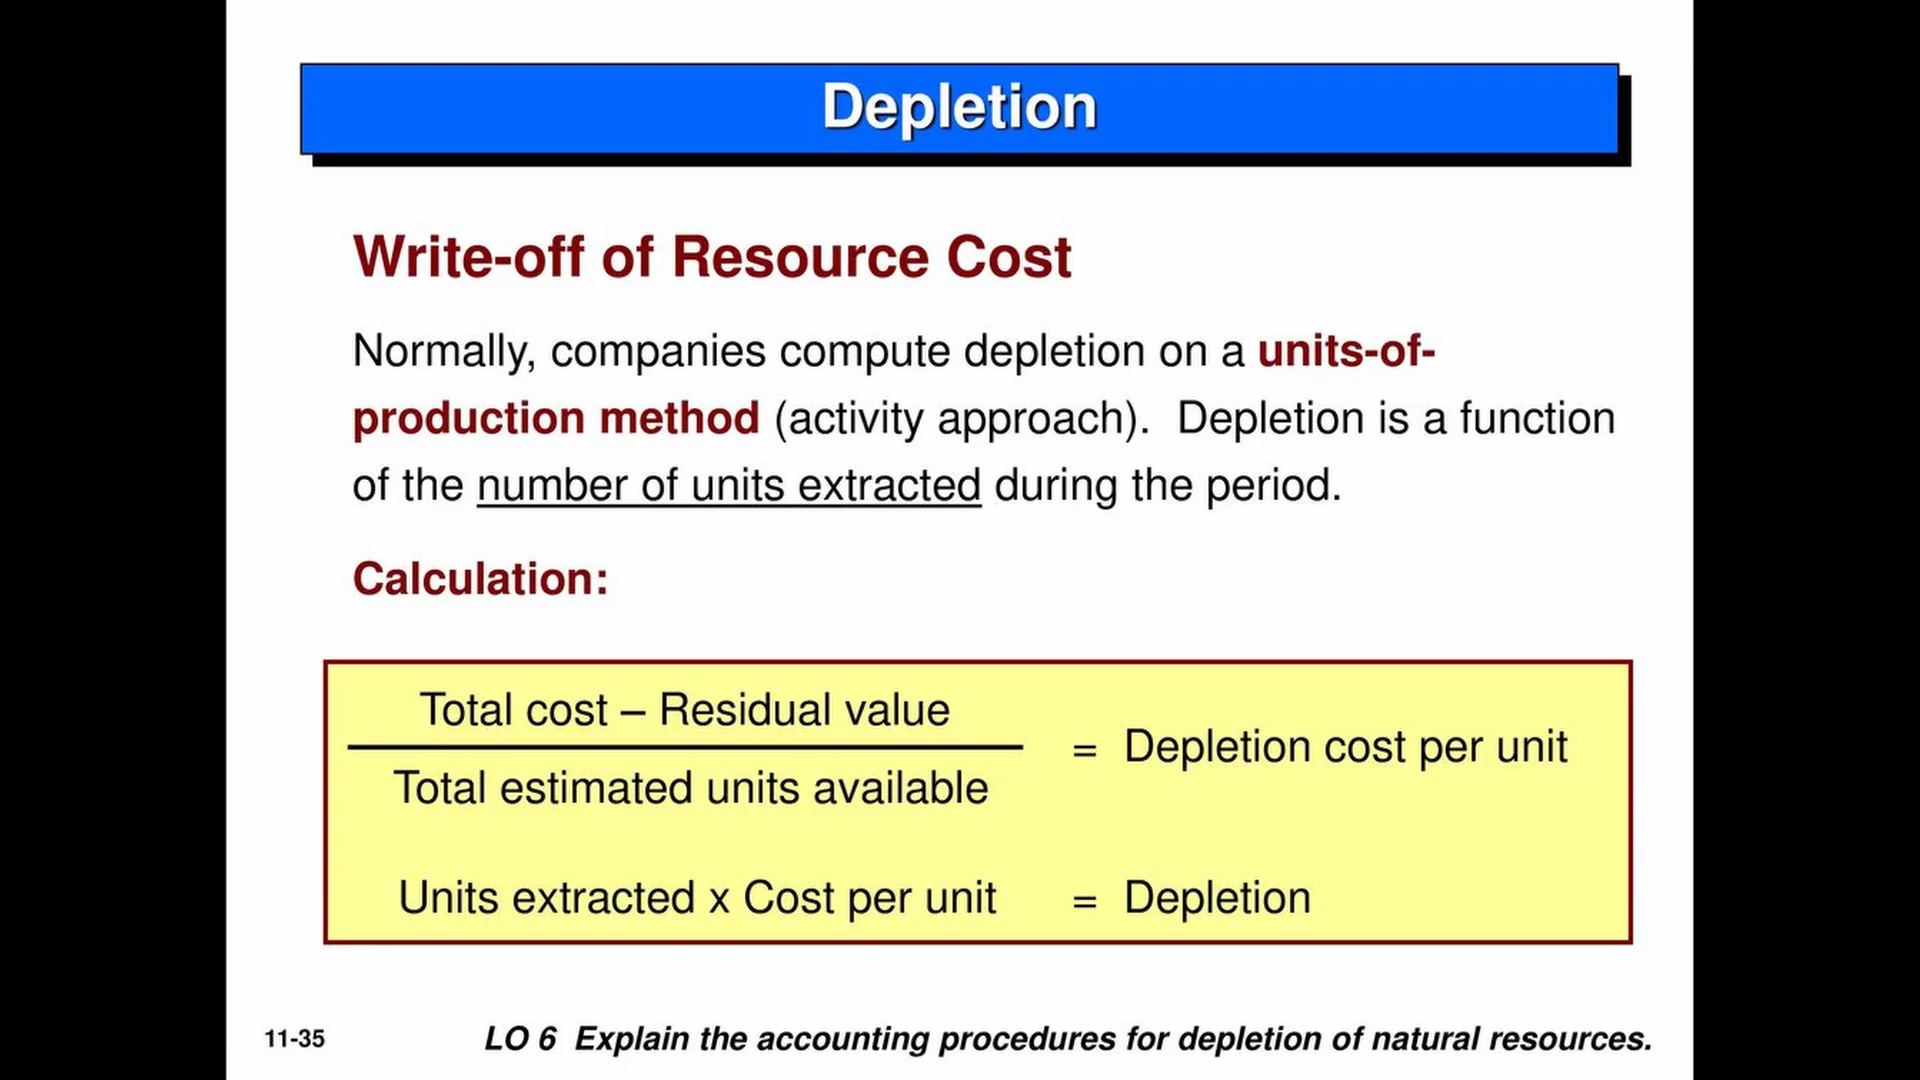 Depletion
Write-off of Resource Cost
Normally, companies compute depletion on a units-of-
production method (activity approach).  Depletion is a function
of the number of units extracted during the period.
Calculation:
Total cost – Residual value
= Depletion cost per unit
Total estimated units available
Units extracted x Cost per unit = Depletion
11-35
LO 6  Explain the accounting procedures for depletion of natural resources.